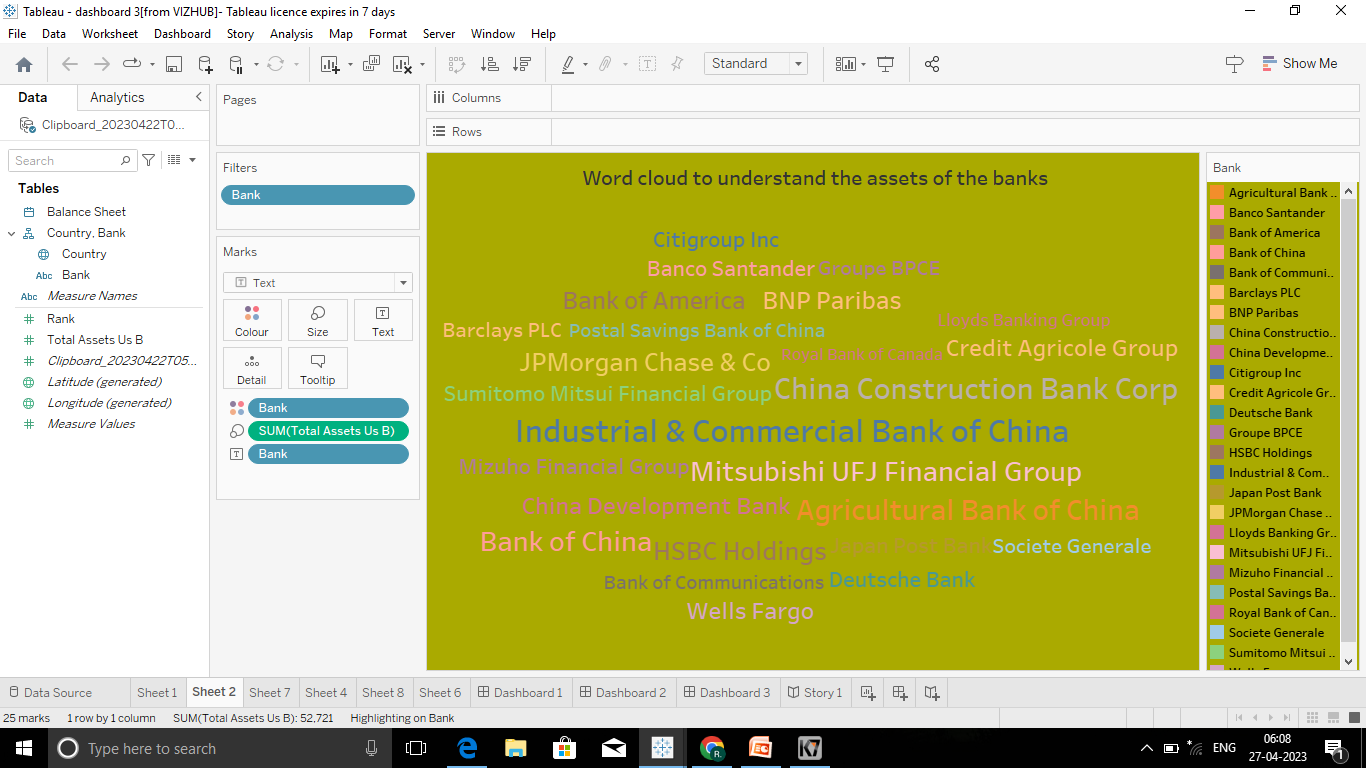 Tableau - dashboard 3[from VIZHUB]- Tableau licence expires in 7 days
File Data Worksheet Dashboard Story Analysis Map Format Server Window Help
Standard
Show Me
Data Analytics
Clipboard_20230422T0...
Search
Tables
Balance Sheet
Country, Bank
Country
Abc Bank
Abc Measure Names
Rank
Total Assets Us B
Clipboard_20230422T05...
Latitude (generated)
Longitude (generated)
Measure Values
Pages
Filters
Bank
Marks
Text
Colour Size Text
Detail Tooltip
Bank
SUM(Total Assets Us B)
Bank
Columns
Rows
Word cloud to understand the assets of the banks
Citigroup Inc
Banco Santander Groupe BPCE
Bank of America BNP Paribas
Lloyds Banking Group
Barclays PLC Postal Savings Bank of China
JPMorgan Chase & Co Royal Bank of Canada Credit Agricole Group
Sumitomo Mitsui Financial Group China Construction Bank Corp
Industrial & Commercial Bank of China
Mizuho Financial Group Mitsubishi UFJ Financial Group
China Development Bank Agricultural Bank of China
Bank of China HSBC Holdings Japan Post Bank Societe Generale
Bank of Communications Deutsche Bank
Wells Fargo
Bank
Agricultural Bank ..
Banco Santander
Bank of America
Bank of China
Bank of Communi..
Barclays PLC
BNP Paribas
China Constructio..
China Developme..
Citigroup Inc
Credit Agricole Gr..
Deutsche Bank
Groupe BPCE
HSBC Holdings
Industrial & Com..
Japan Post Bank
JPMorgan Chase ..
Lloyds Banking Gr..
Mitsubishi UFJ Fi..
Mizuho Financial ..
Postal Savings Ba..
Royal Bank of Can..
Societe Generale
Sumitomo Mitsui ..
Data Source Sheet 1 Sheet 2 Sheet 7 Sheet 4 Sheet 8 Sheet 6 Dashboard 1 Dashboard 2 Dashboard 3 Story 1
25 marks 1 row by 1 column SUM(Total Assets Us B): 52,721 Highlighting on Bank
Type here to search
ENG
06:08
27-04-2023
1